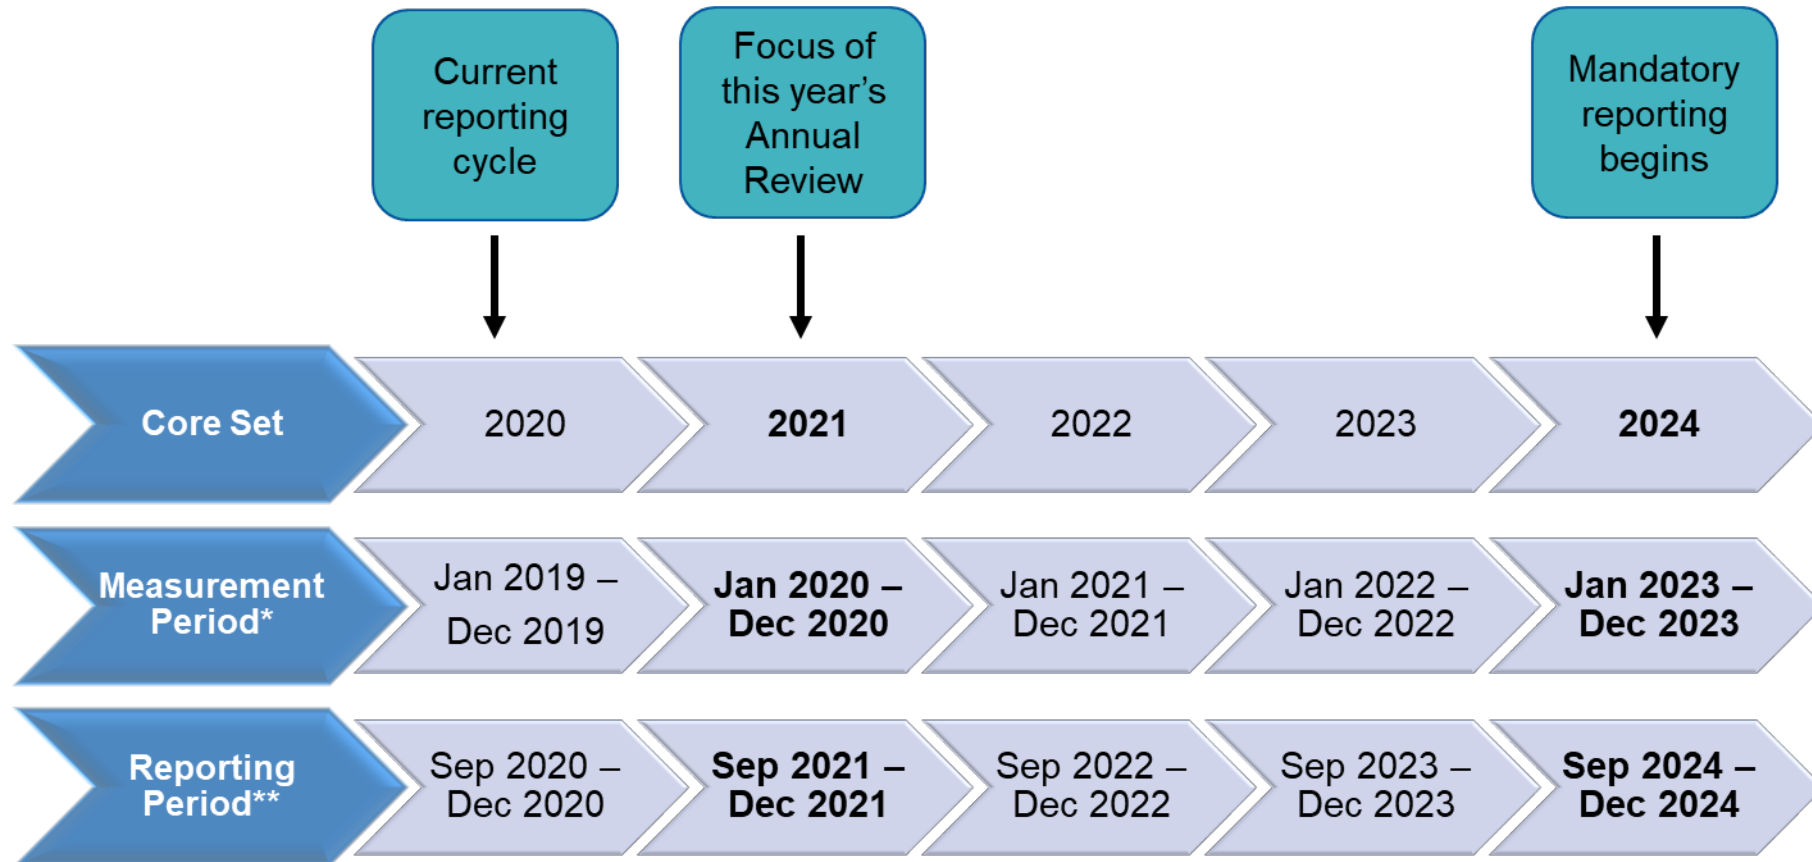 Current
reporting
cycle
Focus of
this year's
Annual
Review
Mandatory
reporting
begins
Core Set
2020
2021
2022
2023
2024
Measurement
Period*
Jan 2019 –
Dec 2019
Jan 2020 –
Dec 2020
Jan 2021 –
Dec 2021
Jan 2022 –
Dec 2022
Jan 2023 –
Dec 2023
Reporting
Period**
Sep 2020 –
Dec 2020
Sep 2021 –
Dec 2021
Sep 2022 –
Dec 2022
Sep 2023 –
Dec 2023
Sep 2024 –
Dec 2024